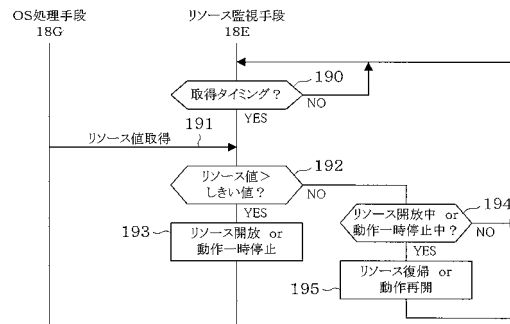 OS処理手段
18G
リソース監視手段
18E
190
取得タイミング？
NO
YES
191
リソース値取得
192
リソース値＞
しきい値？
NO
YES
193
リソース開放 or
動作一時停止
194
リソース開放中 or
動作一時停止中？
NO
YES
195
リソース復帰 or
動作再開